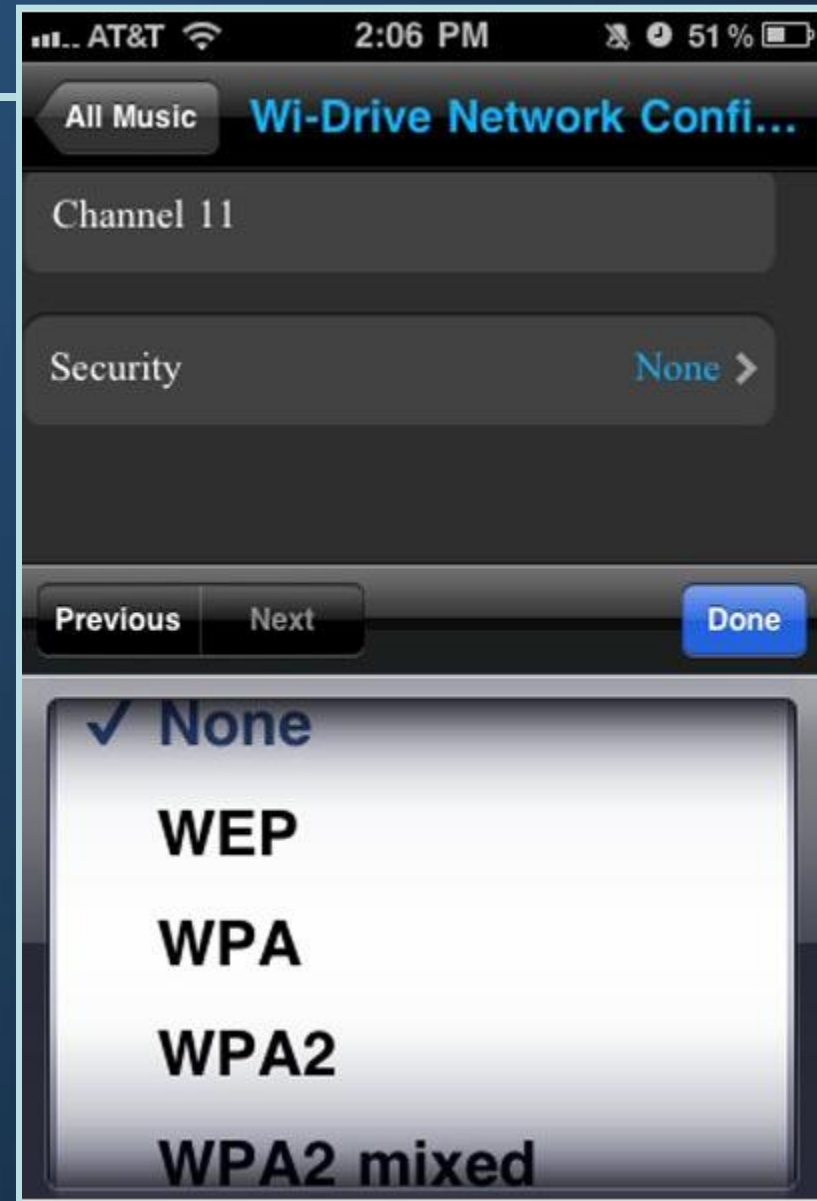 AT&T 2:06 PM 51%
All Music Wi-Drive Network Confi...
Channel 11
Security None
Previous Next Done
✓ None
WEP
WPA
WPA2
WPA2 mixed